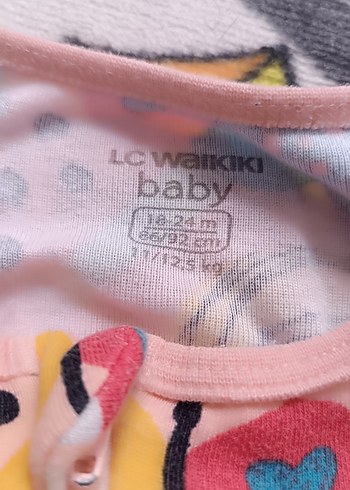 LC WAIKIKI
baby
18-24 m
86/92 cm
11/12,5 kg